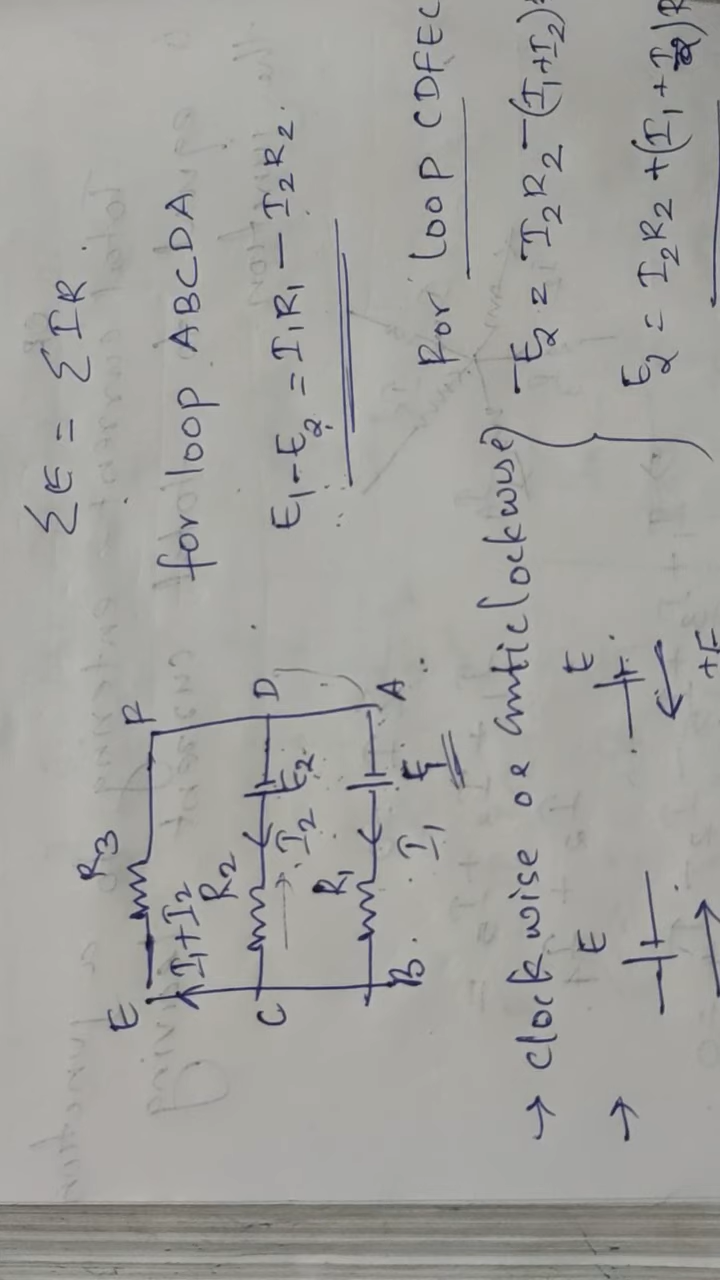 ΣE = ΣIR.
for loop ABCDA
E₁-E₂ = I₁R₁ - I₂R₂.
E
R3
F
I₁+I₂
R₂
C
D
I₂
E₂
R₁
B.
I₁
E
A
For loop CDFEC
-E₂ = I₂R₂ -(I₁+I₂)
E₂ = I₂R₂ +(I₁+I₂)R
→ clockwise or anticlockwise
→
E
E
+E